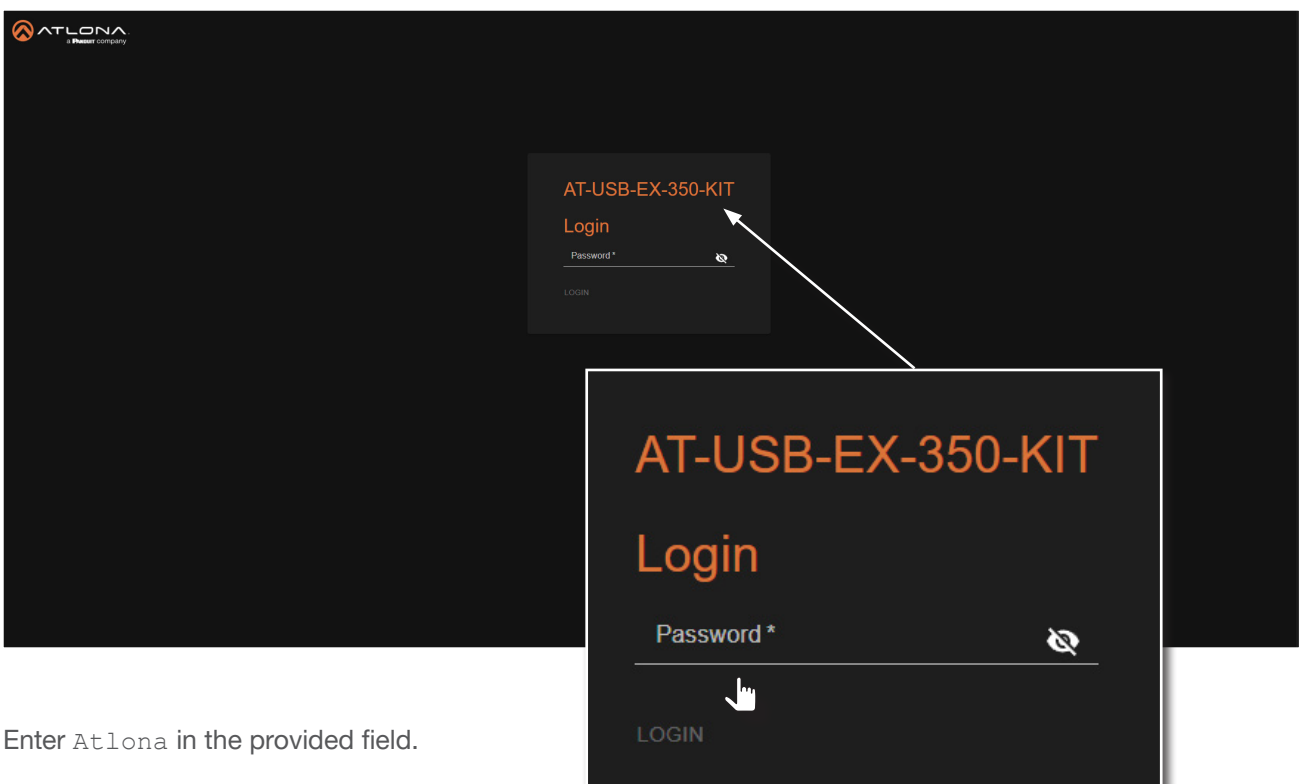 ATLONA.
a PANDUIT company
AT-USB-EX-350-KIT
Login
Password *
LOGIN
AT-USB-EX-350-KIT
Login
Password *
LOGIN
Enter Atlona in the provided field.